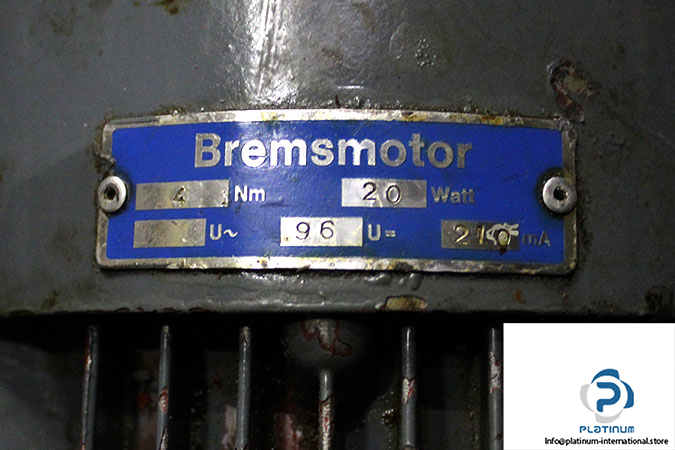 Bremsmotor
4 Nm 20 Watt
U~ 96 U= mA
PLATINUM
Info@platinum-international.store